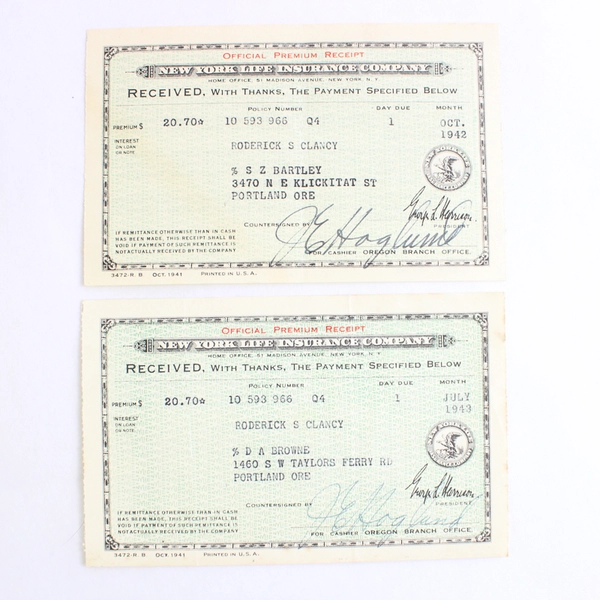 OFFICIAL PREMIUM RECEIPT
NEW YORK LIFE INSURANCE COMPANY
HOME OFFICE, 51 MADISON AVENUE, NEW YORK, N.Y.
RECEIVED, WITH THANKS, THE PAYMENT SPECIFIED BELOW
POLICY NUMBER DAY DUE MONTH
PREMIUM $ 20.70☆ 10 593 966 Q4 1 OCT.
1942
INTEREST
ON LOAN
OR NOTE
RODERICK S CLANCY
% S Z BARTLEY
3470 N E KLICKITAT ST
PORTLAND ORE
George L. Harrison
PRESIDENT
IF REMITTANCE OTHERWISE THAN IN CASH
HAS BEEN MADE, THIS RECEIPT SHALL BE
VOID IF PAYMENT OF SUCH REMITTANCE IS
NOT ACTUALLY RECEIVED BY THE COMPANY
COUNTERSIGNED BY J E Hoglund
FOR CASHIER OREGON BRANCH OFFICE.
3472-R. B OCT. 1941 PRINTED IN U.S.A.
OFFICIAL PREMIUM RECEIPT
NEW YORK LIFE INSURANCE COMPANY
HOME OFFICE, 51 MADISON AVENUE, NEW YORK, N.Y.
RECEIVED, WITH THANKS, THE PAYMENT SPECIFIED BELOW
POLICY NUMBER DAY DUE MONTH
PREMIUM $ 20.70☆ 10 593 966 Q4 1 JULY
1943
INTEREST
ON LOAN
OR NOTE
RODERICK S CLANCY
% D A BROWNE
1460 S W TAYLORS FERRY RD
PORTLAND ORE
George L. Harrison
PRESIDENT.
IF REMITTANCE OTHERWISE THAN IN CASH
HAS BEEN MADE, THIS RECEIPT SHALL BE
VOID IF PAYMENT OF SUCH REMITTANCE IS
NOT ACTUALLY RECEIVED BY THE COMPANY
COUNTERSIGNED BY J E Hoglund
FOR CASHIER OREGON BRANCH OFFICE.
3472-R. B OCT. 1941 PRINTED IN U.S.A.